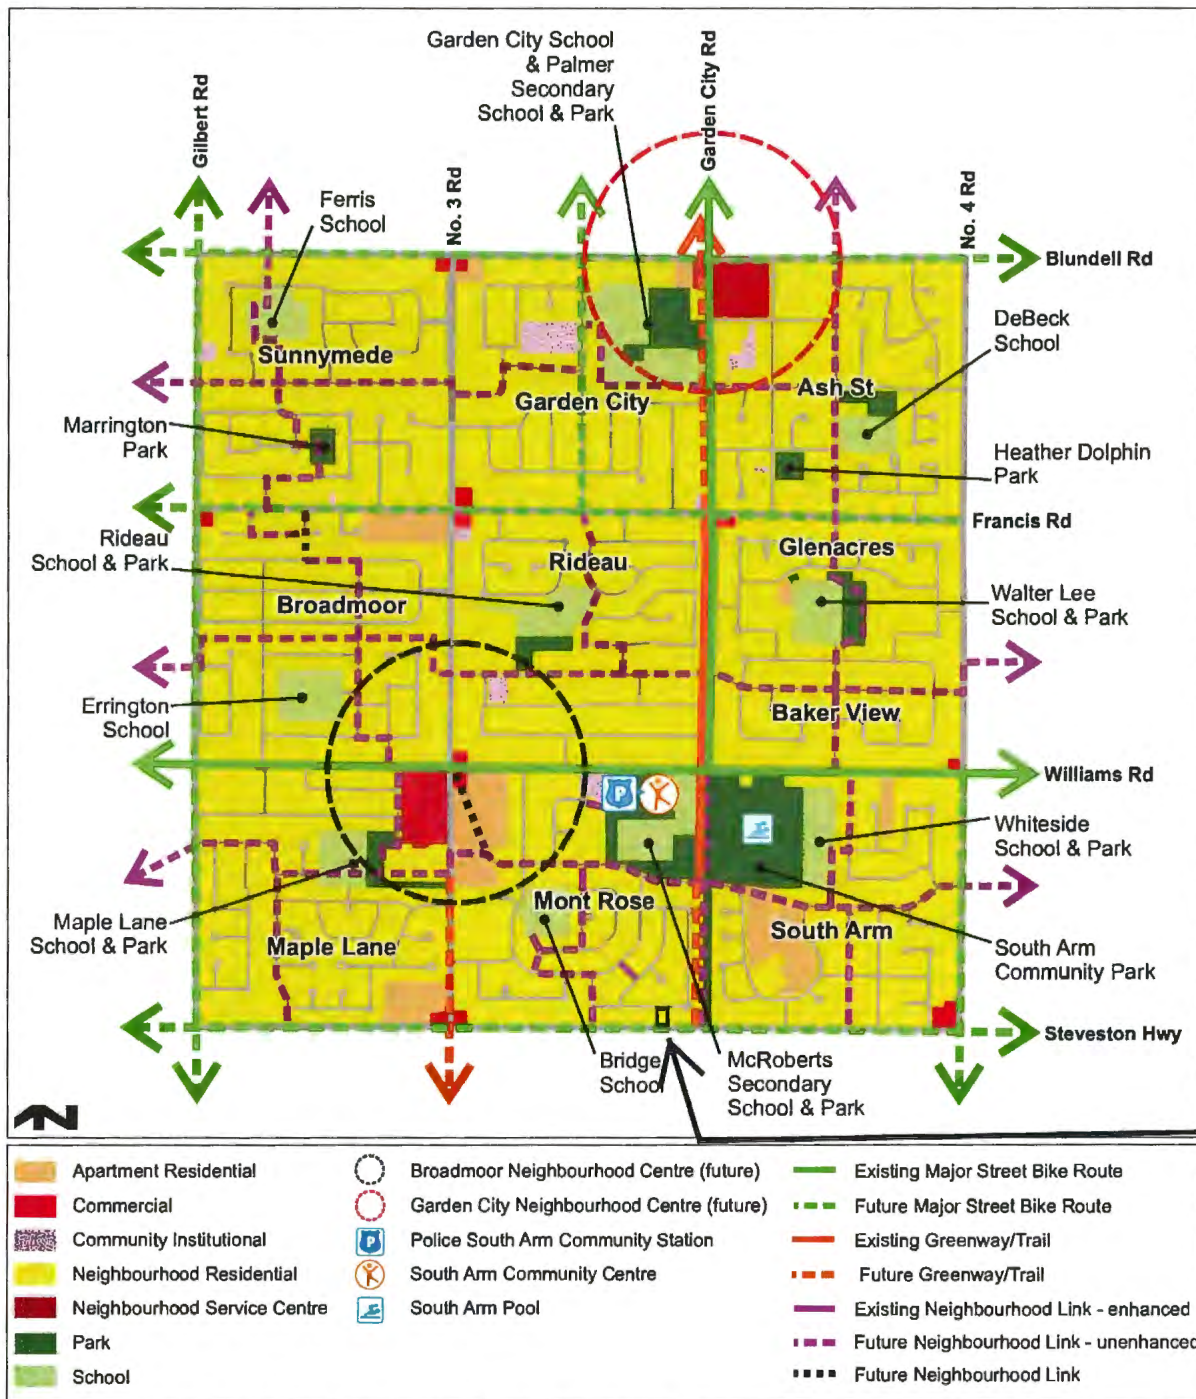 Garden City School
& Palmer
Secondary
School & Park
Gilbert Rd
No. 3 Rd
Garden City Rd
No. 4 Rd
Ferris
School
Blundell Rd
DeBeck
School
Sunnymede
Garden City
Ash St
Marrington
Park
Heather Dolphin
Park
Francis Rd
Rideau
School & Park
Rideau
Glenacres
Broadmoor
Walter Lee
School & Park
Errington
School
Baker View
Williams Rd
P
Whiteside
School & Park
Mont Rose
Maple Lane
School & Park
Maple Lane
South Arm
South Arm
Community Park
Steveston Hwy
Bridge
School
McRoberts
Secondary
School & Park
N
Apartment Residential
Commercial
Community Institutional
Neighbourhood Residential
Neighbourhood Service Centre
Park
School
Broadmoor Neighbourhood Centre (future)
Garden City Neighbourhood Centre (future)
P
Police South Arm Community Station
South Arm Community Centre
South Arm Pool
Existing Major Street Bike Route
Future Major Street Bike Route
Existing Greenway/Trail
Future Greenway/Trail
Existing Neighbourhood Link - enhanced
Future Neighbourhood Link - unenhanced
Future Neighbourhood Link